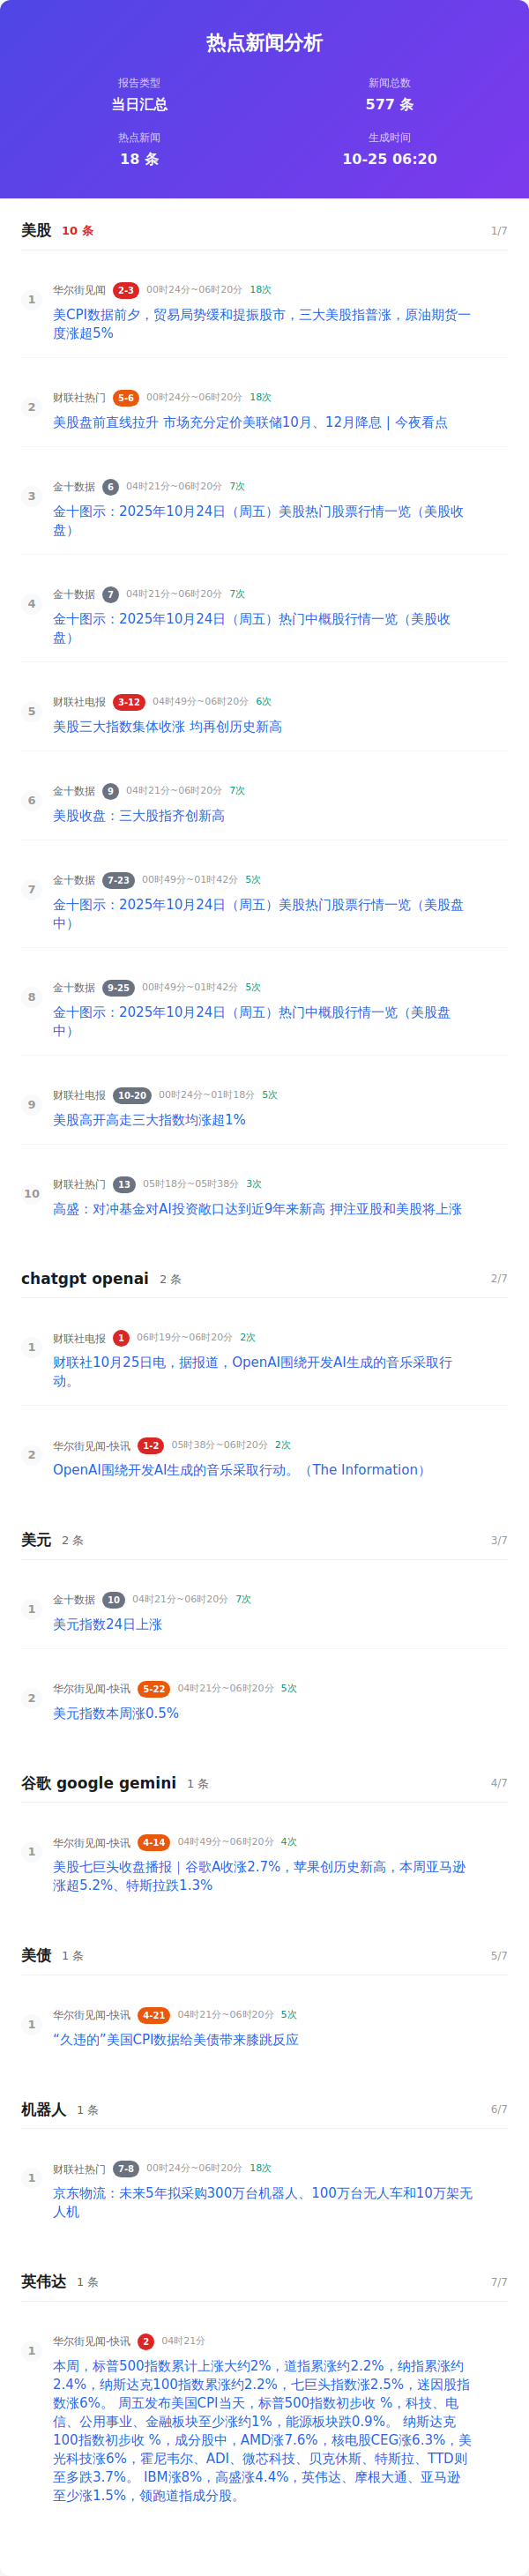 热点新闻分析
报告类型
新闻总数
当日汇总
577 条
热点新闻
生成时间
18 条
10-25 06:20
美股 10 条 1/7
1
华尔街见闻 2-3 00时24分~06时20分 18次
美CPI数据前夕，贸易局势缓和提振股市，三大美股指普涨，原油期货一
度涨超5%
2
财联社热门 5-6 00时24分~06时20分 18次
美股盘前直线拉升 市场充分定价美联储10月、12月降息 | 今夜看点
3
金十数据 6 04时21分~06时20分 7次
金十图示：2025年10月24日（周五）美股热门股票行情一览（美股收
盘）
4
金十数据 7 04时21分~06时20分 7次
金十图示：2025年10月24日（周五）热门中概股行情一览（美股收
盘）
5
财联社电报 3-12 04时49分~06时20分 6次
美股三大指数集体收涨 均再创历史新高
6
金十数据 9 04时21分~06时20分 7次
美股收盘：三大股指齐创新高
7
金十数据 7-23 00时49分~01时42分 5次
金十图示：2025年10月24日（周五）美股热门股票行情一览（美股盘
中）
8
金十数据 9-25 00时49分~01时42分 5次
金十图示：2025年10月24日（周五）热门中概股行情一览（美股盘
中）
9
财联社电报 10-20 00时24分~01时18分 5次
美股高开高走三大指数均涨超1%
10
财联社热门 13 05时18分~05时38分 3次
高盛：对冲基金对AI投资敞口达到近9年来新高 押注亚股和美股将上涨
chatgpt openai 2 条 2/7
1
财联社电报 1 06时19分~06时20分 2次
财联社10月25日电，据报道，OpenAI围绕开发AI生成的音乐采取行
动。
2
华尔街见闻-快讯 1-2 05时38分~06时20分 2次
OpenAI围绕开发AI生成的音乐采取行动。（The Information）
美元 2 条 3/7
1
金十数据 10 04时21分~06时20分 7次
美元指数24日上涨
2
华尔街见闻-快讯 5-22 04时21分~06时20分 5次
美元指数本周涨0.5%
谷歌 google gemini 1 条 4/7
1
华尔街见闻-快讯 4-14 04时49分~06时20分 4次
美股七巨头收盘播报｜谷歌A收涨2.7%，苹果创历史新高，本周亚马逊
涨超5.2%、特斯拉跌1.3%
美债 1 条 5/7
1
华尔街见闻-快讯 4-21 04时21分~06时20分 5次
“久违的”美国CPI数据给美债带来膝跳反应
机器人 1 条 6/7
1
财联社热门 7-8 00时24分~06时20分 18次
京东物流：未来5年拟采购300万台机器人、100万台无人车和10万架无
人机
英伟达 1 条 7/7
1
华尔街见闻-快讯 2 04时21分
本周，标普500指数累计上涨大约2%，道指累涨约2.2%，纳指累涨约
2.4%，纳斯达克100指数累涨约2.2%，七巨头指数涨2.5%，迷因股指
数涨6%。 周五发布美国CPI当天，标普500指数初步收 %，科技、电
信、公用事业、金融板块至少涨约1%，能源板块跌0.9%。 纳斯达克
100指数初步收 %，成分股中，AMD涨7.6%，核电股CEG涨6.3%，美
光科技涨6%，霍尼韦尔、ADI、微芯科技、贝克休斯、特斯拉、TTD则
至多跌3.7%。 IBM涨8%，高盛涨4.4%，英伟达、摩根大通、亚马逊
至少涨1.5%，领跑道指成分股。